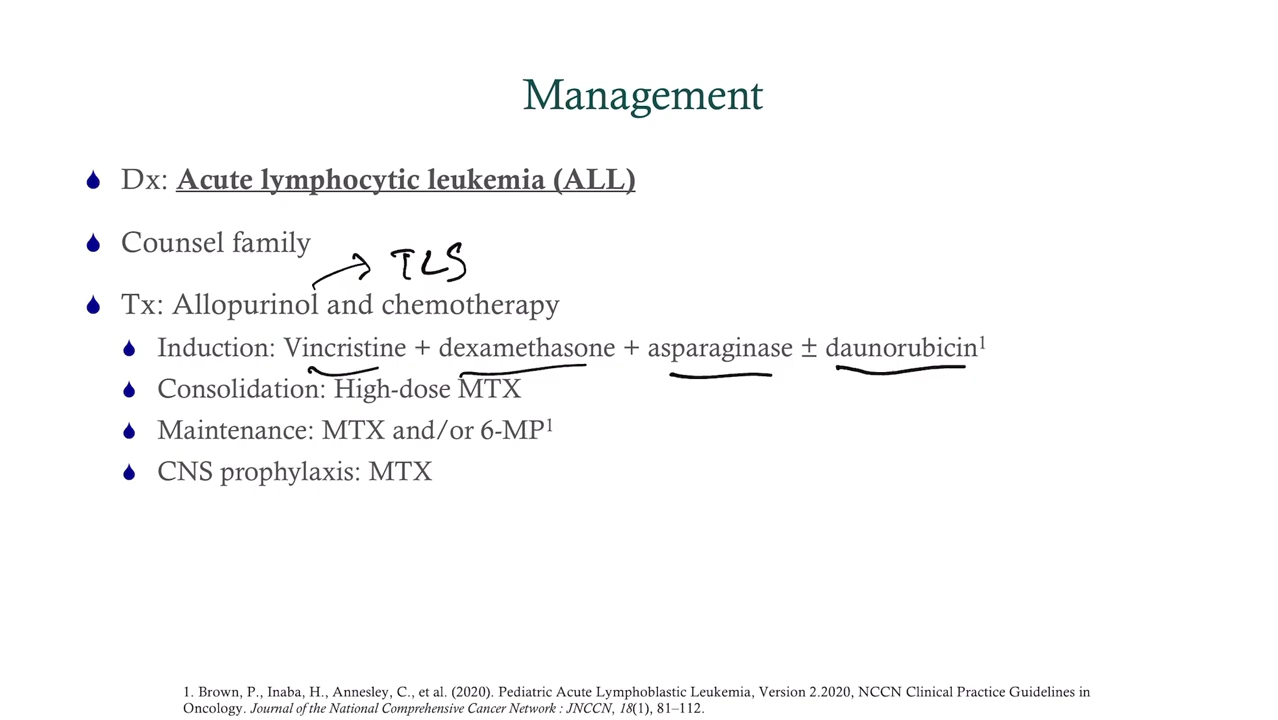 Management
Dx: Acute lymphocytic leukemia (ALL)
Counsel family
TLS
Tx: Allopurinol and chemotherapy
Induction: Vincristine + dexamethasone + asparaginase ± daunorubicin¹
Consolidation: High-dose MTX
Maintenance: MTX and/or 6-MP¹
CNS prophylaxis: MTX
1. Brown, P., Inaba, H., Annesley, C., et al. (2020). Pediatric Acute Lymphoblastic Leukemia, Version 2.2020, NCCN Clinical Practice Guidelines in
Oncology. Journal of the National Comprehensive Cancer Network : JNCCN, 18(1), 81–112.